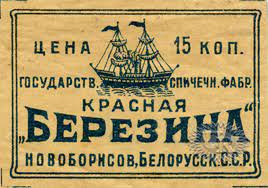 ЦЕНА 15 КОП.
ГОСУДАРСТВ. СПИЧЕЧН. ФАБР.
КРАСНАЯ
„БЕРЕЗИНА“
НОВОБОРИСОВ, БЕЛОРУССК. С. С. Р.